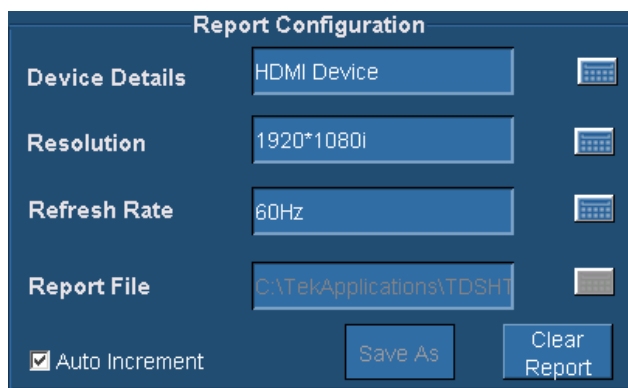 Report Configuration
Device Details HDMI Device
Resolution 1920*1080i
Refresh Rate 60Hz
Report File C:\TekApplications\TDSHT
Auto Increment
Save As
Clear
Report